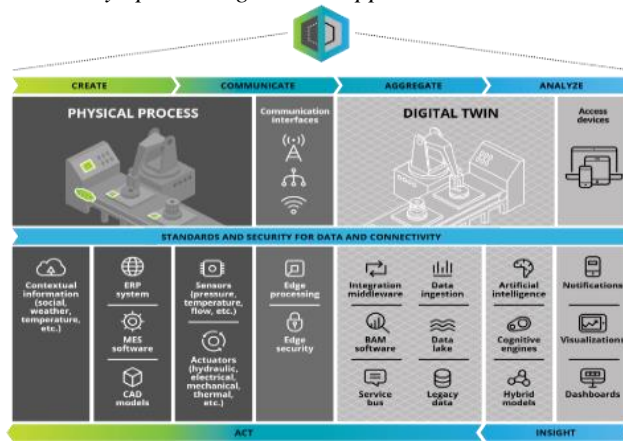 CREATE
COMMUNICATE
AGGREGATE
ANALYZE
PHYSICAL PROCESS
Communication
interfaces
DIGITAL TWIN
Access
devices
STANDARDS AND SECURITY FOR DATA AND CONNECTIVITY
Contextual
information
(social,
weather,
temperature,
etc.)
ERP
system
MES
software
CAD
models
Sensors
(pressure,
temperature,
flow, etc.)
Actuators
(hydraulic,
electrical,
mechanical,
thermal,
etc.)
Edge
processing
Edge
security
Integration
middleware
BAM
software
Service
bus
Data
ingestion
Data
lake
Legacy
data
Artificial
intelligence
Cognitive
engines
Hybrid
models
Notifications
Visualizations
Dashboards
ACT
INSIGHT